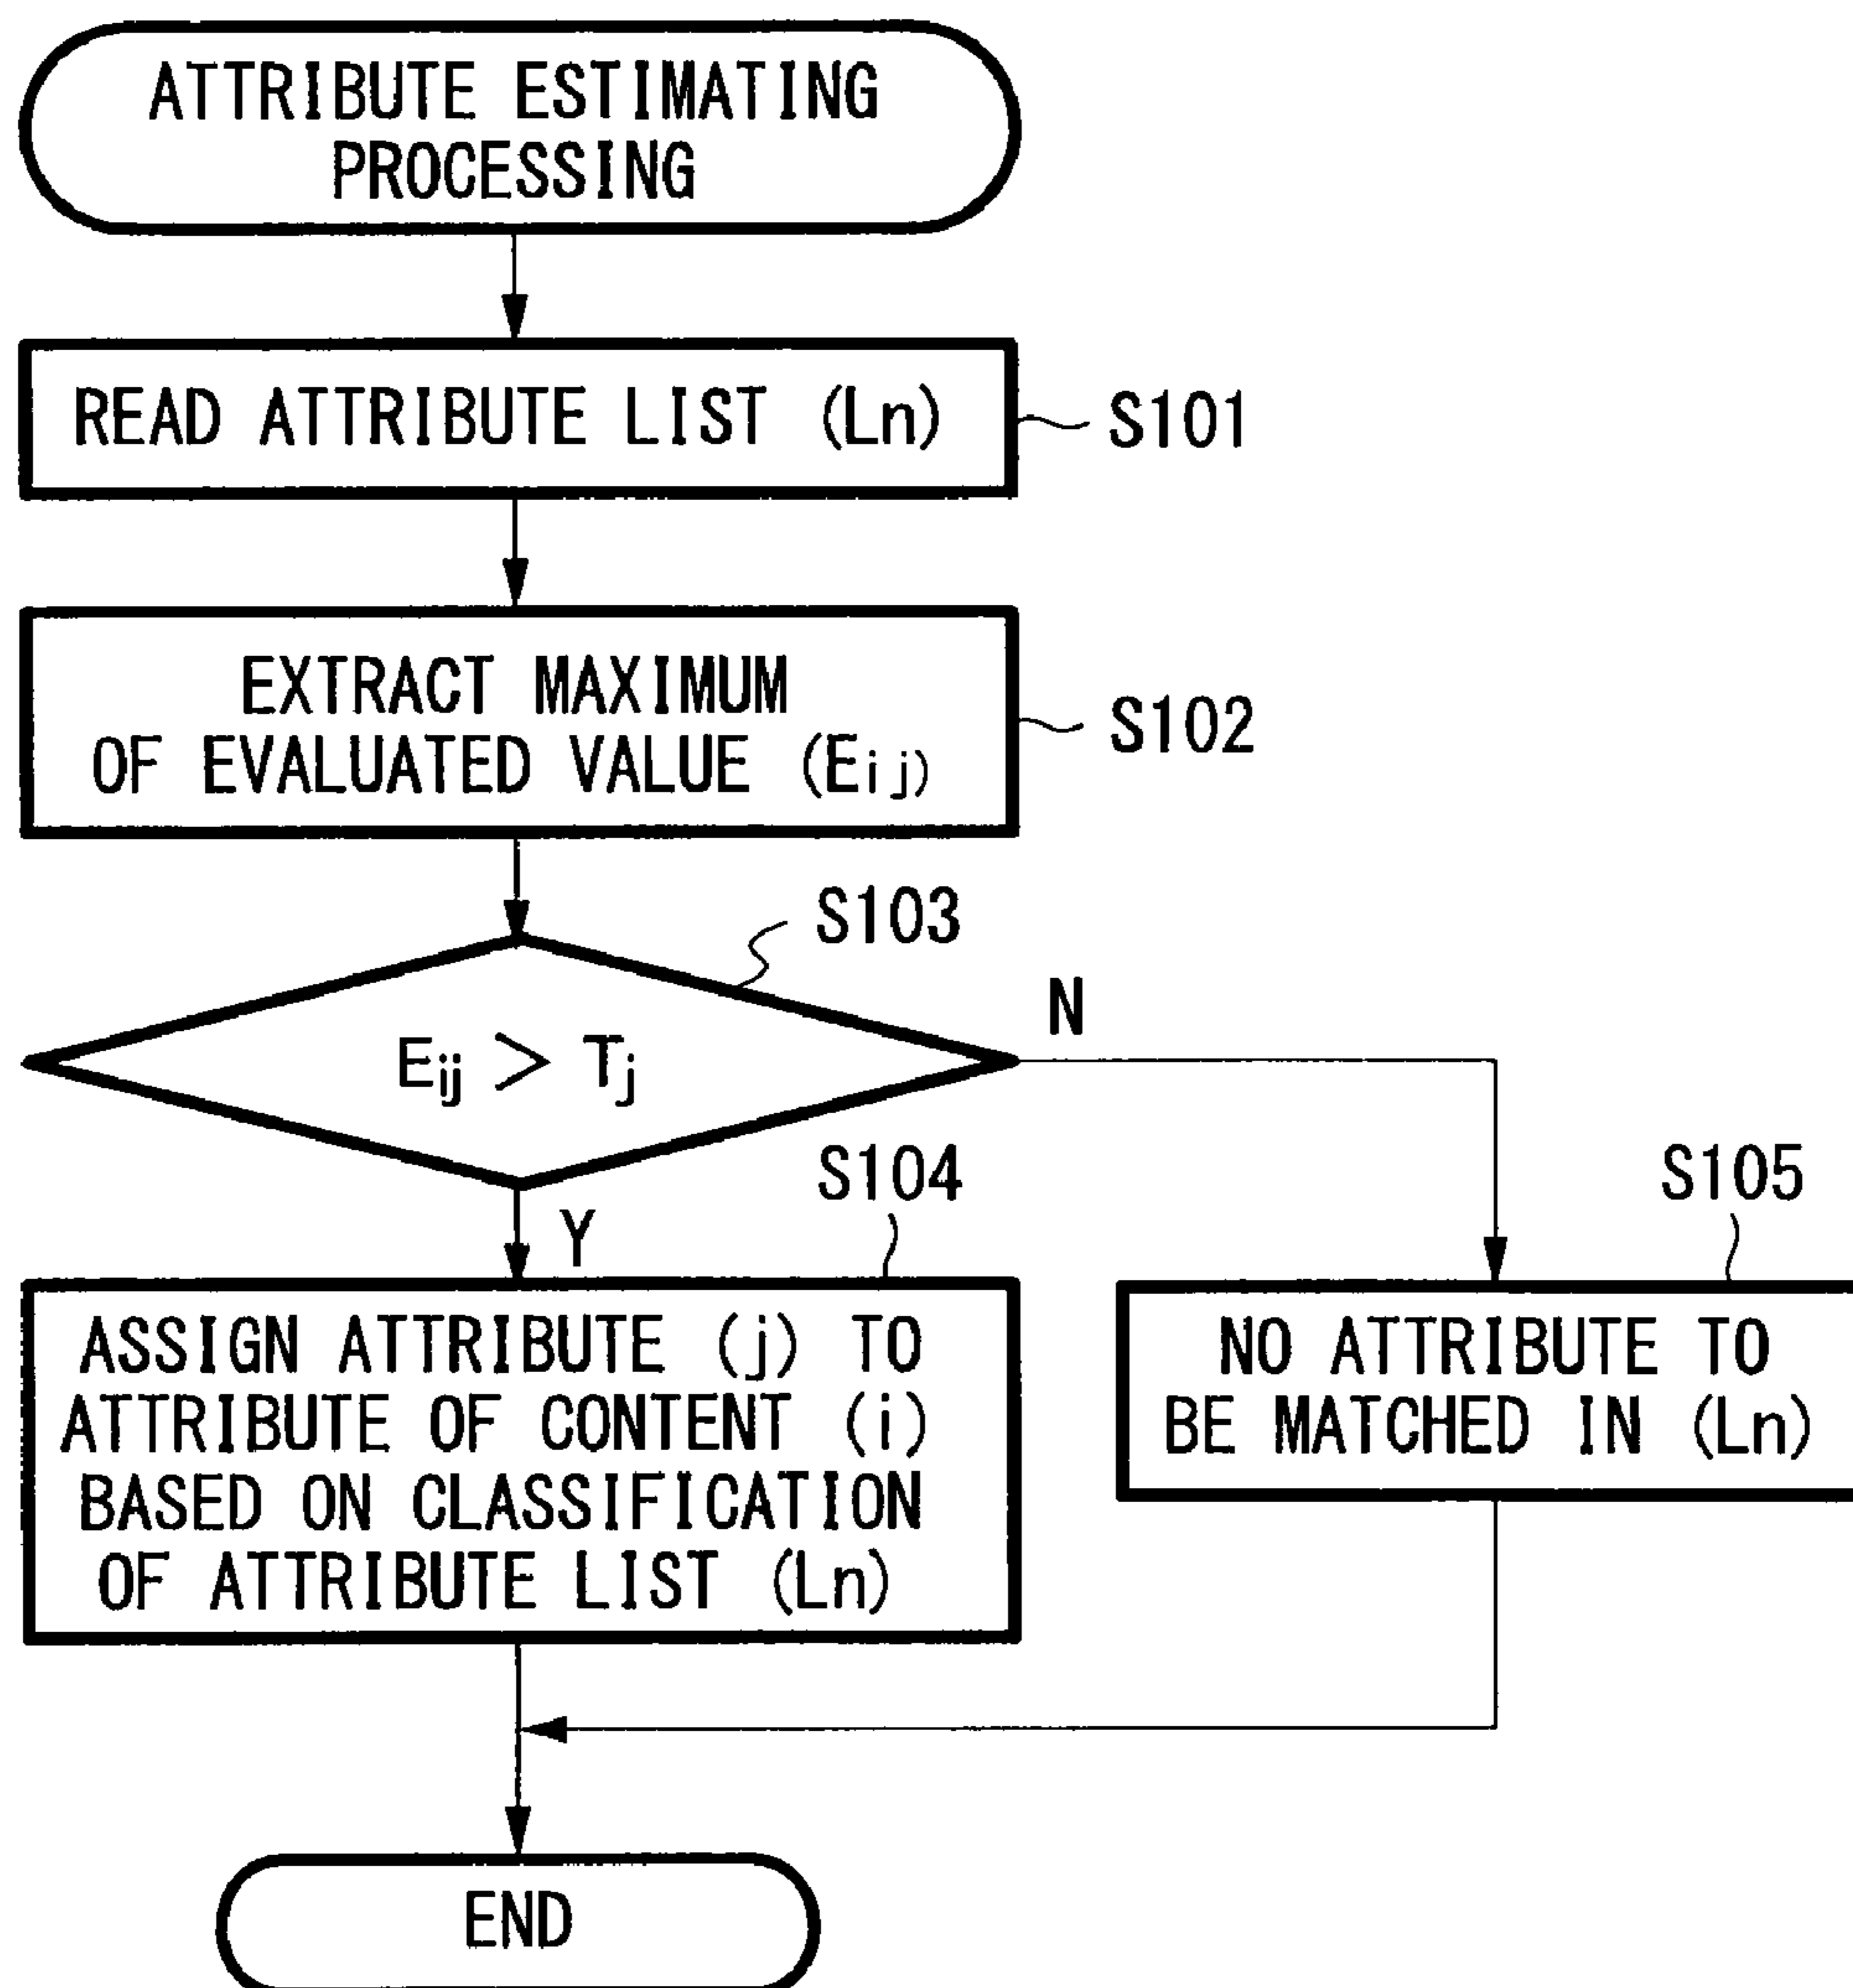 ATTRIBUTE ESTIMATING
PROCESSING
READ ATTRIBUTE LIST (Ln)
S101
EXTRACT MAXIMUM
OF EVALUATED VALUE (Eij)
S102
S103
Eij > Tj
N
Y
S104
ASSIGN ATTRIBUTE (j) TO
ATTRIBUTE OF CONTENT (i)
BASED ON CLASSIFICATION
OF ATTRIBUTE LIST (Ln)
S105
NO ATTRIBUTE TO
BE MATCHED IN (Ln)
END